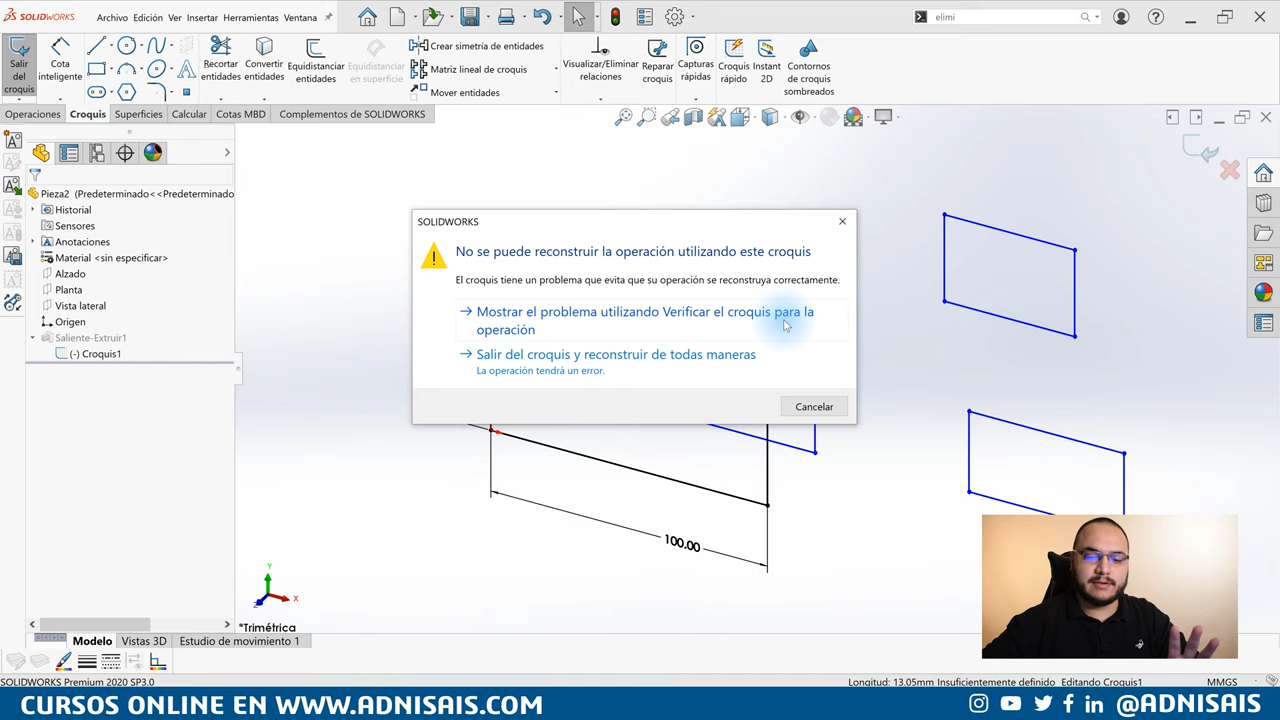 SOLIDWORKS
Archivo Edición Ver Insertar Herramientas Ventana
elimi
Salir del croquis
Cota inteligente
Recortar entidades
Convertir entidades
Equidistanciar entidades
Equidistanciar en superficie
Crear simetría de entidades
Matriz lineal de croquis
Mover entidades
Visualizar/Eliminar relaciones
Reparar croquis
Capturas rápidas
Croquis rápido
Instant 2D
Contornos de croquis sombreados
Operaciones Croquis Superficies Calcular Cotas MBD Complementos de SOLIDWORKS
Pieza2 (Predeterminado<<Predeterminado
Historial
Sensores
Anotaciones
Material <sin especificar>
Alzado
Planta
Vista lateral
Origen
Saliente-Extruir1
(-) Croquis1
SOLIDWORKS
No se puede reconstruir la operación utilizando este croquis
El croquis tiene un problema que evita que su operación se reconstruya correctamente.
Mostrar el problema utilizando Verificar el croquis para la
operación
Salir del croquis y reconstruir de todas maneras
La operación tendrá un error.
Cancelar
100.00
Y
X
Z
*Trimétrica
Modelo Vistas 3D Estudio de movimiento 1
SOLIDWORKS Premium 2020 SP3.0
Longitud: 13.05mm Insuficientemente definido Editando Croquis1 MMGS
CURSOS ONLINE EN WWW.ADNISAIS.COM
@ADNISAIS